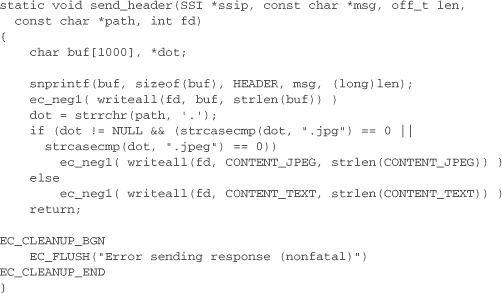 static void send_header(SSI *ssip, const char *msg, off_t len,
  const char *path, int fd)
{
    char buf[1000], *dot;

    snprintf(buf, sizeof(buf), HEADER, msg, (long)len);
    ec_neg1( writeall(fd, buf, strlen(buf)) )
    dot = strrchr(path, '.');
    if (dot != NULL && (strcasecmp(dot, ".jpg") == 0 ||
      strcasecmp(dot, ".jpeg") == 0))
        ec_neg1( writeall(fd, CONTENT_JPEG, strlen(CONTENT_JPEG)) )
    else
        ec_neg1( writeall(fd, CONTENT_TEXT, strlen(CONTENT_TEXT)) )
    return;

EC_CLEANUP_BGN
    EC_FLUSH("Error sending response (nonfatal)")
EC_CLEANUP_END
}